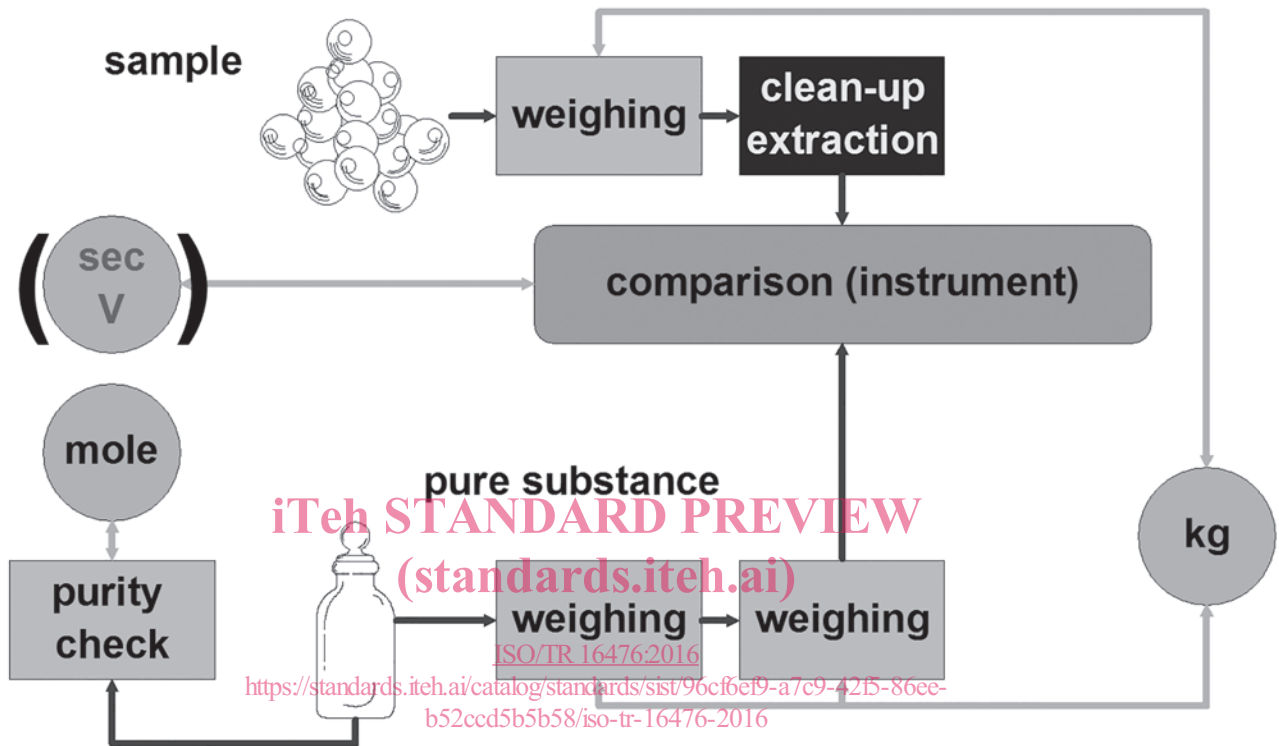 sample
weighing
clean-up
extraction
(sec
V)
comparison (instrument)
mole
pure substance
iTeh STANDARD PREVIEW
(standards.iteh.ai)
kg
purity
check
weighing
weighing
ISO/TR 16476:2016
https://standards.iteh.ai/catalog/standards/sist/96cf6ef9-a7c9-42f5-86ee-
b52ccd5b5b58/iso-tr-16476-2016